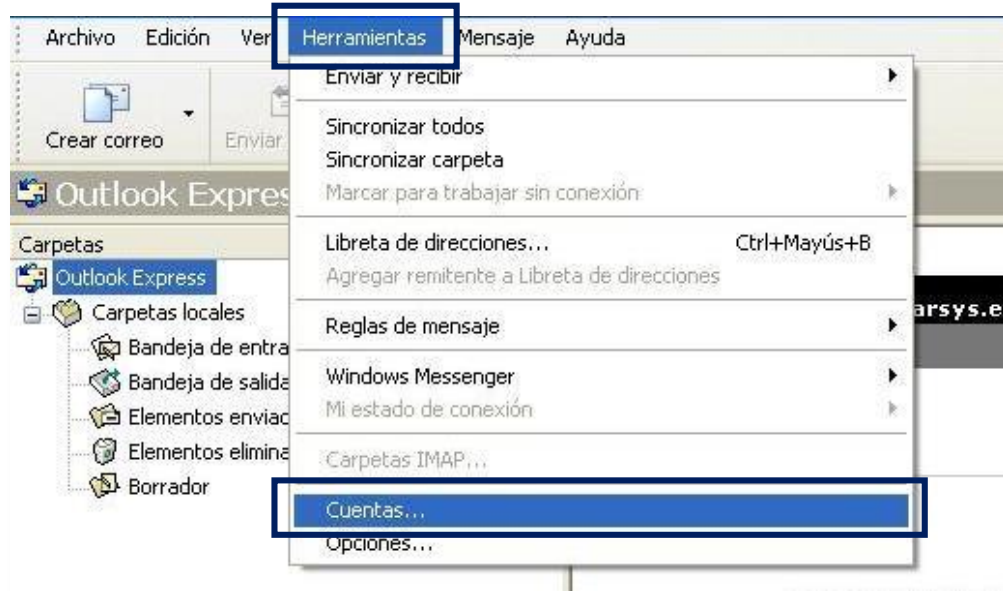 Archivo Edición Ver Herramientas Mensaje Ayuda
Crear correo Enviar
Enviar y recibir
Sincronizar todos
Sincronizar carpeta
Marcar para trabajar sin conexión
Libreta de direcciones... Ctrl+Mayús+B
Agregar remitente a Libreta de direcciones
Reglas de mensaje
Windows Messenger
Mi estado de conexión
Carpetas IMAP...
Cuentas...
Opciones...
Outlook Expres
Carpetas
Outlook Express
Carpetas locales
Bandeja de entra
Bandeja de salida
Elementos enviac
Elementos elimina
Borrador
arsys.e